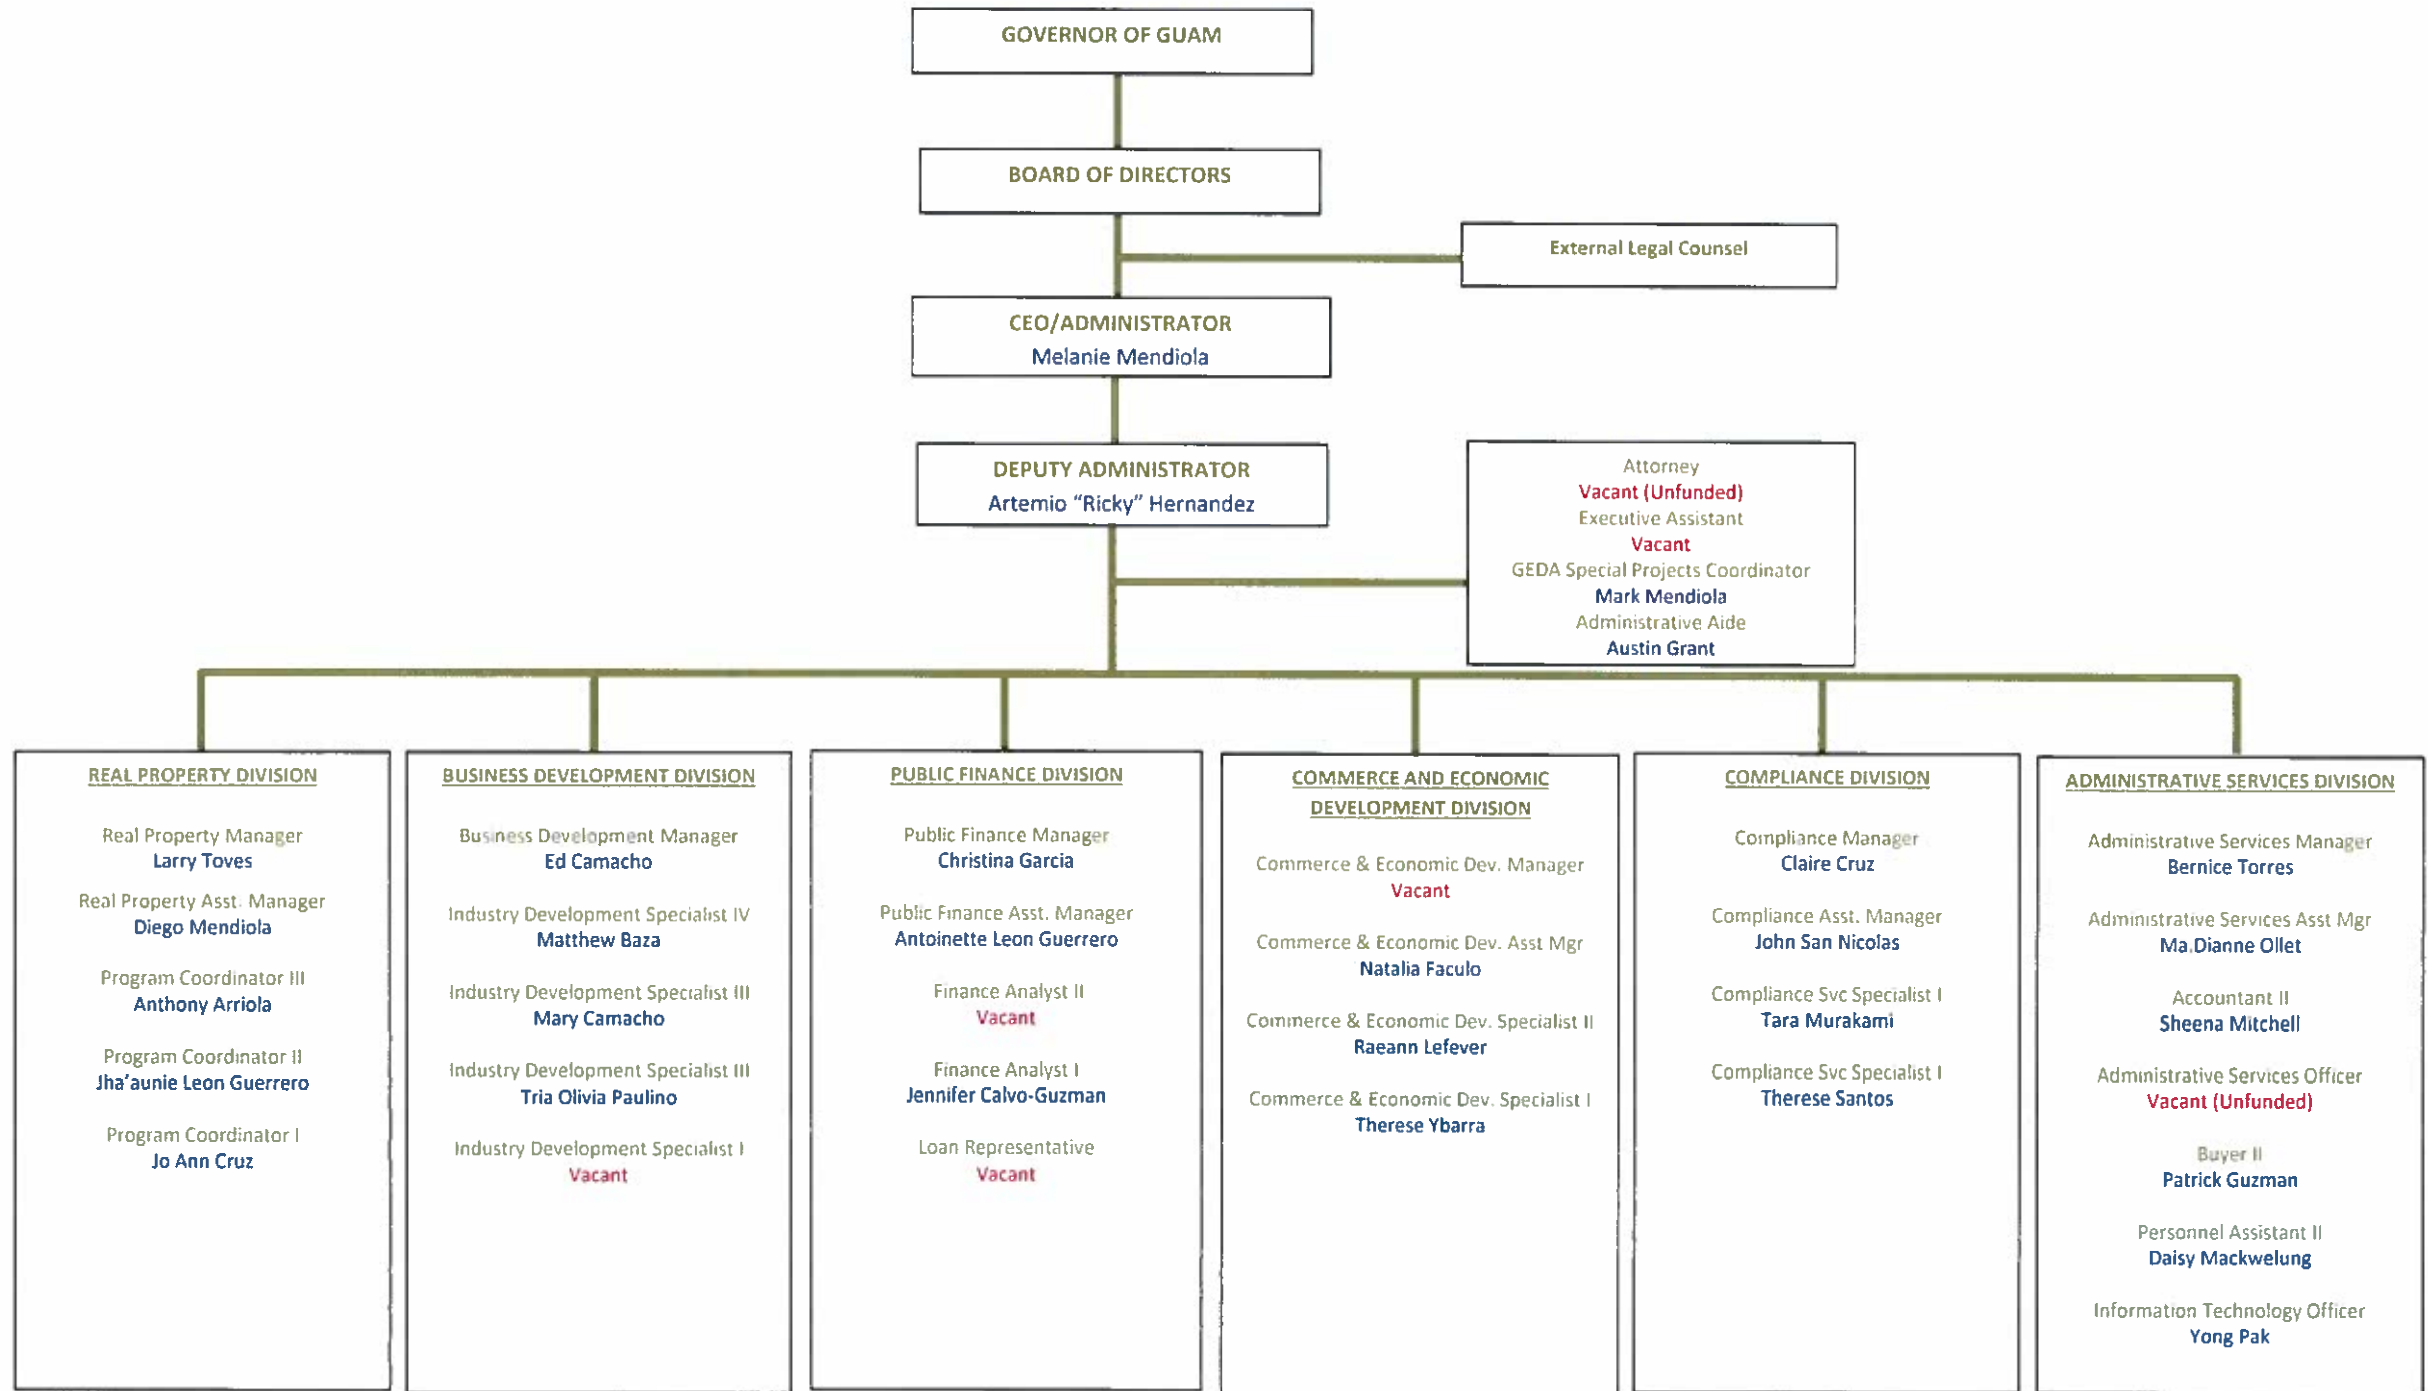 GOVERNOR OF GUAM
BOARD OF DIRECTORS
External Legal Counsel
CEO/ADMINISTRATOR
Melanie Mendiola
DEPUTY ADMINISTRATOR
Artemio "Ricky" Hernandez
Attorney
Vacant (Unfunded)
Executive Assistant
Vacant
GEDA Special Projects Coordinator
Mark Mendiola
Administrative Aide
Austin Grant
REAL PROPERTY DIVISION
Real Property Manager
Larry Toves
Real Property Asst. Manager
Diego Mendiola
Program Coordinator III
Anthony Arriola
Program Coordinator II
Jha'aunie Leon Guerrero
Program Coordinator I
Jo Ann Cruz
BUSINESS DEVELOPMENT DIVISION
Business Development Manager
Ed Camacho
Industry Development Specialist IV
Matthew Baza
Industry Development Specialist III
Mary Camacho
Industry Development Specialist III
Tria Olivia Paulino
Industry Development Specialist I
Vacant
PUBLIC FINANCE DIVISION
Public Finance Manager
Christina Garcia
Public Finance Asst. Manager
Antoinette Leon Guerrero
Finance Analyst II
Vacant
Finance Analyst I
Jennifer Calvo-Guzman
Loan Representative
Vacant
COMMERCE AND ECONOMIC
DEVELOPMENT DIVISION
Commerce & Economic Dev. Manager
Vacant
Commerce & Economic Dev. Asst Mgr
Natalia Faculo
Commerce & Economic Dev. Specialist II
Raeann Lefever
Commerce & Economic Dev. Specialist I
Therese Ybarra
COMPLIANCE DIVISION
Compliance Manager
Claire Cruz
Compliance Asst. Manager
John San Nicolas
Compliance Svc Specialist I
Tara Murakami
Compliance Svc Specialist I
Therese Santos
ADMINISTRATIVE SERVICES DIVISION
Administrative Services Manager
Bernice Torres
Administrative Services Asst Mgr
Ma.Dianne Ollet
Accountant II
Sheena Mitchell
Administrative Services Officer
Vacant (Unfunded)
Buyer II
Patrick Guzman
Personnel Assistant II
Daisy Mackwelung
Information Technology Officer
Yong Pak